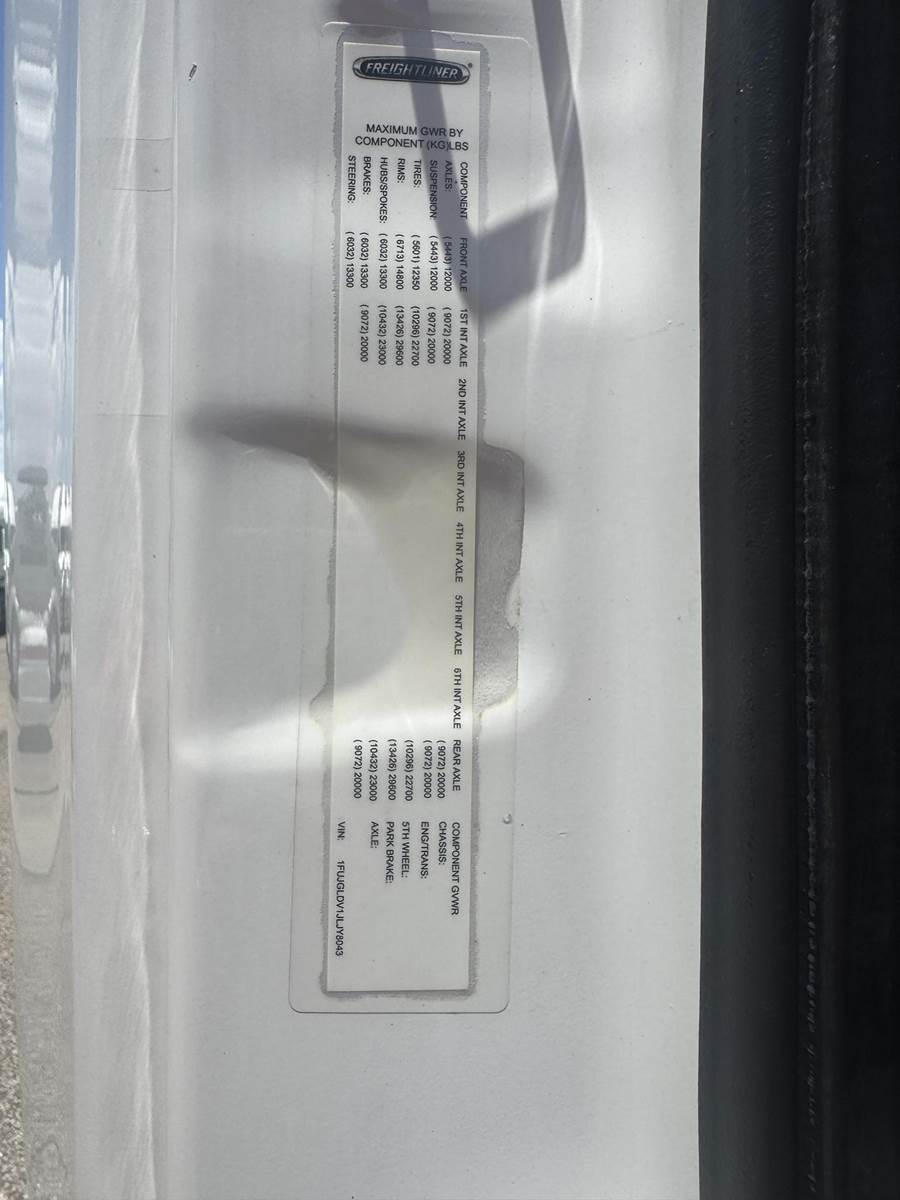 FREIGHTLINER
MAXIMUM GWR BY
COMPONENT (KG)LBS
COMPONENT FRONT AXLE 1ST INT AXLE 2ND INT AXLE 3RD INT AXLE 4TH INT AXLE 5TH INT AXLE 6TH INT AXLE REAR AXLE COMPONENT GVWR
AXLES: ( 5443) 12000 ( 9072) 20000 ( 9072) 20000 CHASSIS:
SUSPENSION: ( 5443) 12000 ( 9072) 20000 ( 9072) 20000 ENG/TRANS:
TIRES: ( 5601) 12350 (10296) 22700 (10296) 22700 5TH WHEEL:
RIMS: ( 6713) 14800 (13426) 29600 (13426) 29600 PARK BRAKE:
HUBS/SPOKES: ( 6032) 13300 (10432) 23000 (10432) 23000 AXLE:
BRAKES: ( 6032) 13300 ( 9072) 20000 ( 9072) 20000
STEERING: ( 6032) 13300 VIN: 1FUJGLDV1JLJY8043